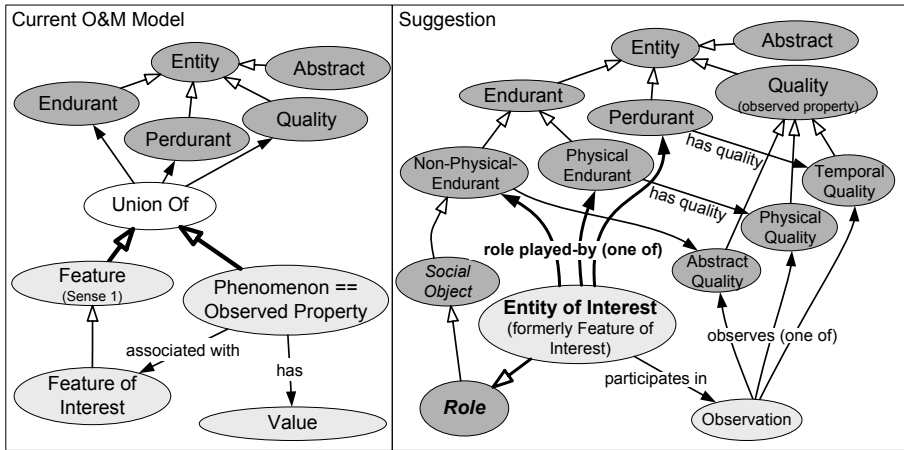 Current O&M Model
Entity
Abstract
Endurant
Perdurant
Quality
Union Of
Feature
(Sense 1)
Phenomenon ==
Observed Property
associated with
has
Feature of
Interest
Value
Suggestion
Entity
Abstract
Endurant
Quality
(observed property)
Perdurant
Non-Physical-
Endurant
Physical
Endurant
has quality
Temporal
Quality
has quality
Physical
Quality
role played-by (one of)
Abstract
Quality
Social
Object
Entity of Interest
(formerly Feature of
Interest)
observes (one of)
participates in
Role
Observation